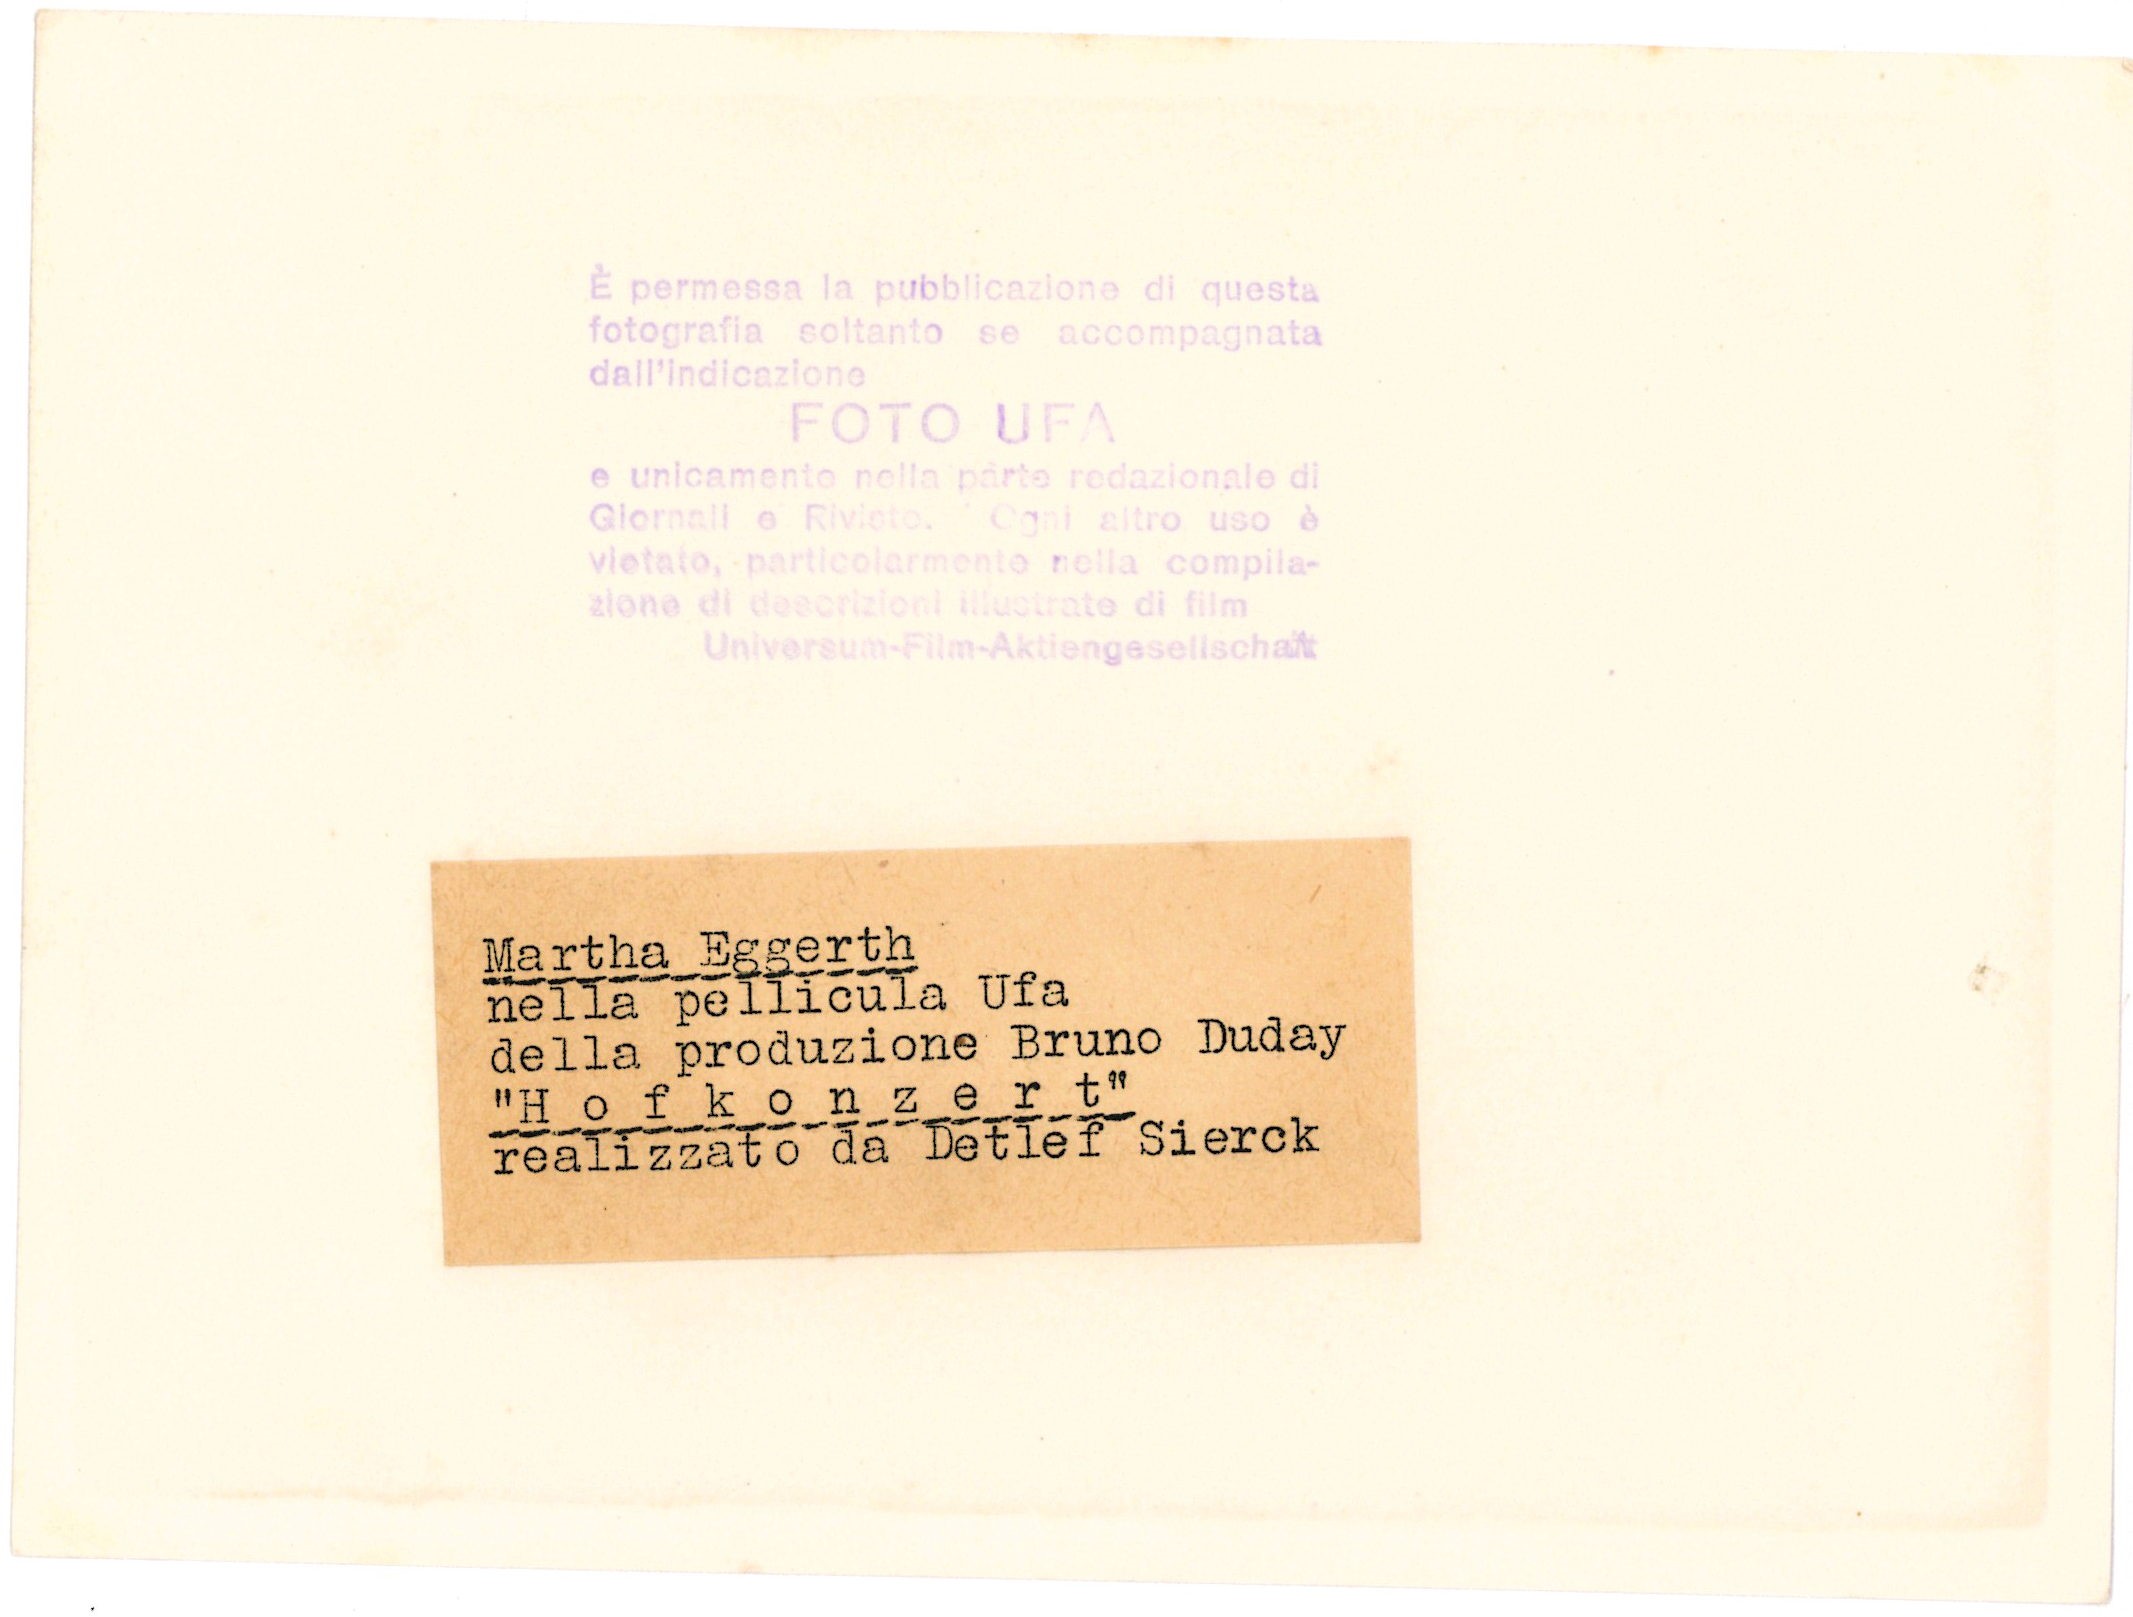 È permessa la pubblicazione di questa
fotografia soltanto se accompagnata
dall'indicazione
FOTO UFA
e unicamente nella parte redazionale di
Giornali e Riviste. Ogni altro uso è
vietato, particolarmente nella compila-
zione di descrizioni illustrate di film
Universum-Film-Aktiengesellschaft
Martha Eggerth
nella pellicula Ufa
della produzione Bruno Duday
"H o f k o n z e r t"
realizzato da Detlef Sierck